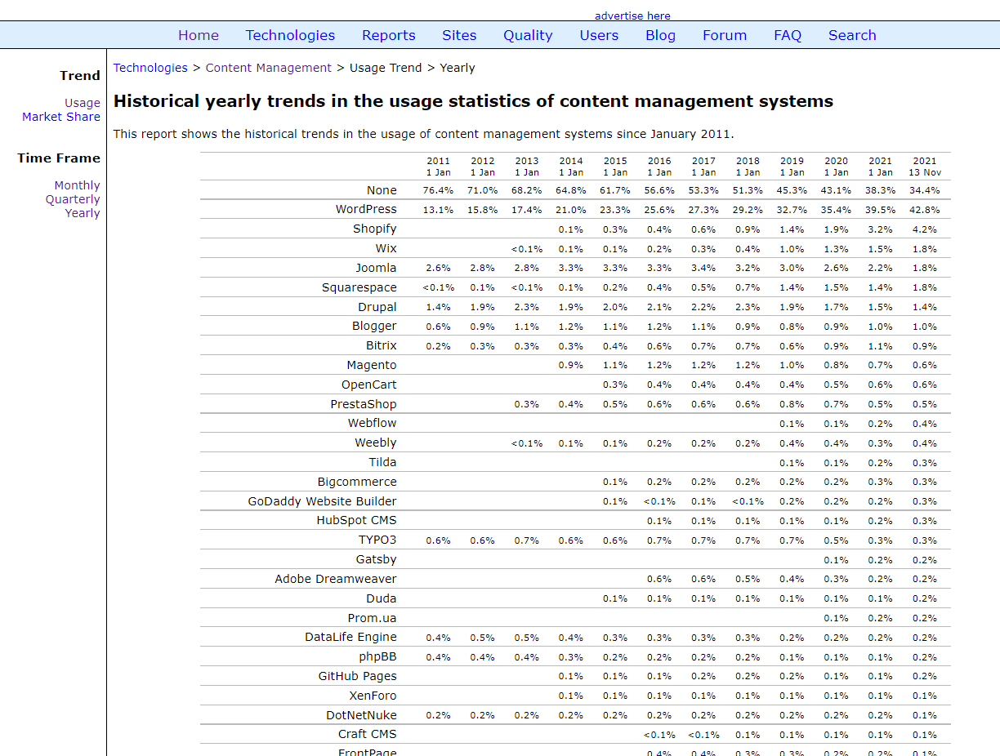 advertise here
Home Technologies Reports Sites Quality Users Blog Forum FAQ Search
Trend
Usage
Market Share
Time Frame
Monthly
Quarterly
Yearly
Technologies > Content Management > Usage Trend > Yearly
Historical yearly trends in the usage statistics of content management systems
This report shows the historical trends in the usage of content management systems since January 2011.
2011 2012 2013 2014 2015 2016 2017 2018 2019 2020 2021 2021
1 Jan 1 Jan 1 Jan 1 Jan 1 Jan 1 Jan 1 Jan 1 Jan 1 Jan 1 Jan 1 Jan 13 Nov
None 76.4% 71.0% 68.2% 64.8% 61.7% 56.6% 53.3% 51.3% 45.3% 43.1% 38.3% 34.4%
WordPress 13.1% 15.8% 17.4% 21.0% 23.3% 25.6% 27.3% 29.2% 32.7% 35.4% 39.5% 42.8%
Shopify 0.1% 0.3% 0.4% 0.6% 0.9% 1.4% 1.9% 3.2% 4.2%
Wix <0.1% 0.1% 0.1% 0.2% 0.3% 0.4% 1.0% 1.3% 1.5% 1.8%
Joomla 2.6% 2.8% 2.8% 3.3% 3.3% 3.3% 3.4% 3.2% 3.0% 2.6% 2.2% 1.8%
Squarespace <0.1% 0.1% <0.1% 0.1% 0.2% 0.4% 0.5% 0.7% 1.4% 1.5% 1.4% 1.8%
Drupal 1.4% 1.9% 2.3% 1.9% 2.0% 2.1% 2.2% 2.3% 1.9% 1.7% 1.5% 1.4%
Blogger 0.6% 0.9% 1.1% 1.2% 1.1% 1.2% 1.1% 0.9% 0.8% 0.9% 1.0% 1.0%
Bitrix 0.2% 0.3% 0.3% 0.3% 0.4% 0.6% 0.7% 0.7% 0.6% 0.9% 1.1% 0.9%
Magento 0.9% 1.1% 1.2% 1.2% 1.2% 1.0% 0.8% 0.7% 0.6%
OpenCart 0.3% 0.4% 0.4% 0.4% 0.4% 0.5% 0.6% 0.6%
PrestaShop 0.3% 0.4% 0.5% 0.6% 0.6% 0.6% 0.8% 0.7% 0.5% 0.5%
Webflow 0.1% 0.1% 0.2% 0.4%
Weebly <0.1% 0.1% 0.1% 0.2% 0.2% 0.2% 0.4% 0.4% 0.3% 0.4%
Tilda 0.1% 0.1% 0.2% 0.3%
Bigcommerce 0.1% 0.2% 0.2% 0.2% 0.2% 0.2% 0.3% 0.3%
GoDaddy Website Builder 0.1% <0.1% 0.1% <0.1% 0.2% 0.2% 0.2% 0.3%
HubSpot CMS 0.1% 0.1% 0.1% 0.1% 0.1% 0.2% 0.3%
TYPO3 0.6% 0.6% 0.7% 0.6% 0.6% 0.7% 0.7% 0.7% 0.7% 0.5% 0.3% 0.3%
Gatsby 0.1% 0.2% 0.2%
Adobe Dreamweaver 0.6% 0.6% 0.5% 0.4% 0.3% 0.2% 0.2%
Duda 0.1% 0.1% 0.1% 0.1% 0.1% 0.1% 0.1% 0.2%
Prom.ua 0.1% 0.2% 0.2%
DataLife Engine 0.4% 0.5% 0.5% 0.4% 0.3% 0.3% 0.3% 0.3% 0.2% 0.2% 0.2% 0.2%
phpBB 0.4% 0.4% 0.4% 0.3% 0.2% 0.2% 0.2% 0.2% 0.1% 0.1% 0.1% 0.2%
GitHub Pages 0.1% 0.1% 0.1% 0.2% 0.2% 0.2% 0.1% 0.1% 0.2%
XenForo 0.1% 0.1% 0.1% 0.1% 0.1% 0.1% 0.1% 0.1% 0.1%
DotNetNuke 0.2% 0.2% 0.2% 0.2% 0.2% 0.2% 0.2% 0.2% 0.2% 0.2% 0.2% 0.1%
Craft CMS <0.1% <0.1% 0.1% 0.1% 0.1% 0.1% 0.1%
FrontPage 0.4% 0.4% 0.3% 0.3% 0.2% 0.2% 0.1%